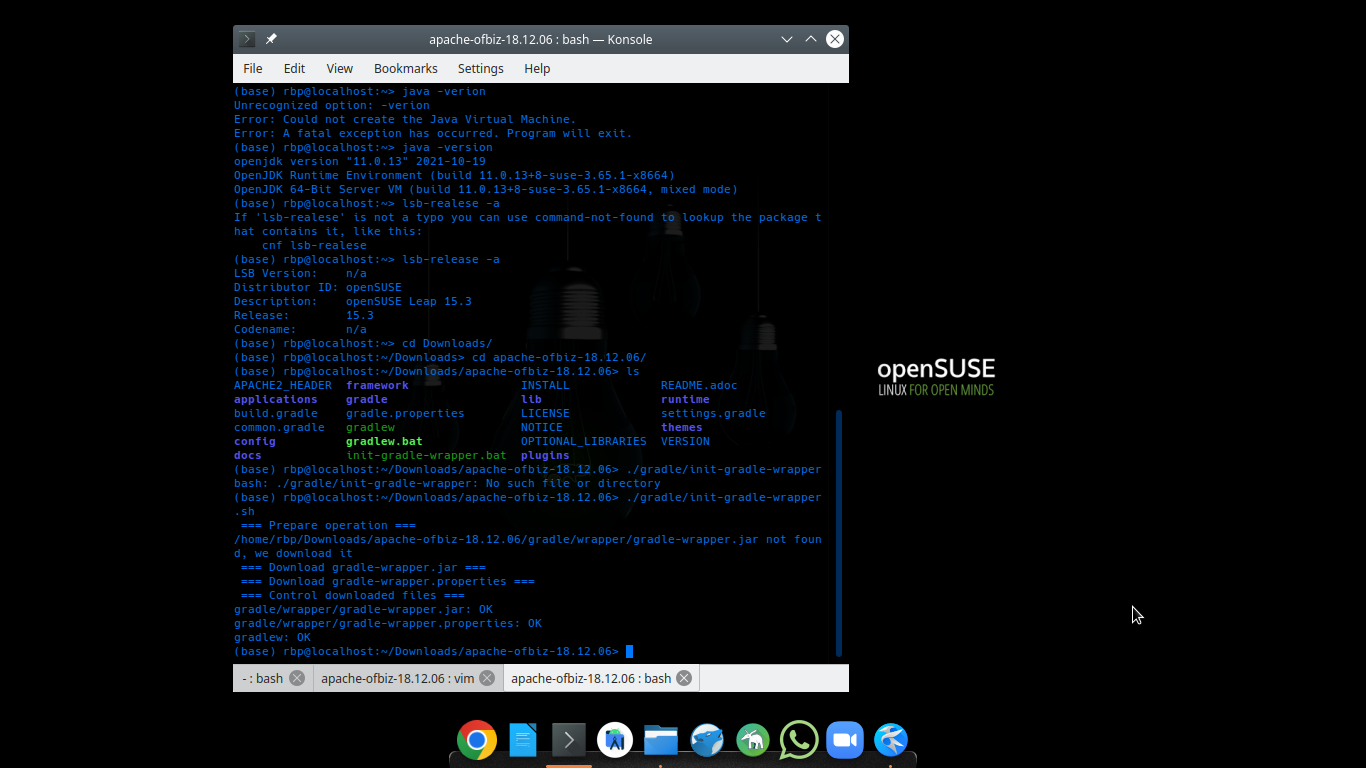 apache-ofbiz-18.12.06 : bash — Konsole
File Edit View Bookmarks Settings Help
(base) rbp@localhost:~> java -verion
Unrecognized option: -verion
Error: Could not create the Java Virtual Machine.
Error: A fatal exception has occurred. Program will exit.
(base) rbp@localhost:~> java -version
openjdk version "11.0.13" 2021-10-19
OpenJDK Runtime Environment (build 11.0.13+8-suse-3.65.1-x8664)
OpenJDK 64-Bit Server VM (build 11.0.13+8-suse-3.65.1-x8664, mixed mode)
(base) rbp@localhost:~> lsb-realese -a
If 'lsb-realese' is not a typo you can use command-not-found to lookup the package t
hat contains it, like this:
    cnf lsb-realese
(base) rbp@localhost:~> lsb-release -a
LSB Version:    n/a
Distributor ID: openSUSE
Description:    openSUSE Leap 15.3
Release:        15.3
Codename:       n/a
(base) rbp@localhost:~> cd Downloads/
(base) rbp@localhost:~/Downloads> cd apache-ofbiz-18.12.06/
(base) rbp@localhost:~/Downloads/apache-ofbiz-18.12.06> ls
APACHE2_HEADER  framework                INSTALL             README.adoc
applications    gradle                   lib                 runtime
build.gradle    gradle.properties        LICENSE             settings.gradle
common.gradle   gradlew                  NOTICE              themes
config          gradlew.bat              OPTIONAL_LIBRARIES  VERSION
docs            init-gradle-wrapper.bat  plugins
(base) rbp@localhost:~/Downloads/apache-ofbiz-18.12.06> ./gradle/init-gradle-wrapper
bash: ./gradle/init-gradle-wrapper: No such file or directory
(base) rbp@localhost:~/Downloads/apache-ofbiz-18.12.06> ./gradle/init-gradle-wrapper
.sh
 === Prepare operation ===
/home/rbp/Downloads/apache-ofbiz-18.12.06/gradle/wrapper/gradle-wrapper.jar not foun
d, we download it
 === Download gradle-wrapper.jar ===
 === Download gradle-wrapper.properties ===
 === Control downloaded files ===
gradle/wrapper/gradle-wrapper.jar: OK
gradle/wrapper/gradle-wrapper.properties: OK
gradlew: OK
(base) rbp@localhost:~/Downloads/apache-ofbiz-18.12.06>
- : bash apache-ofbiz-18.12.06 : vim apache-ofbiz-18.12.06 : bash
openSUSE
LINUX FOR OPEN MINDS